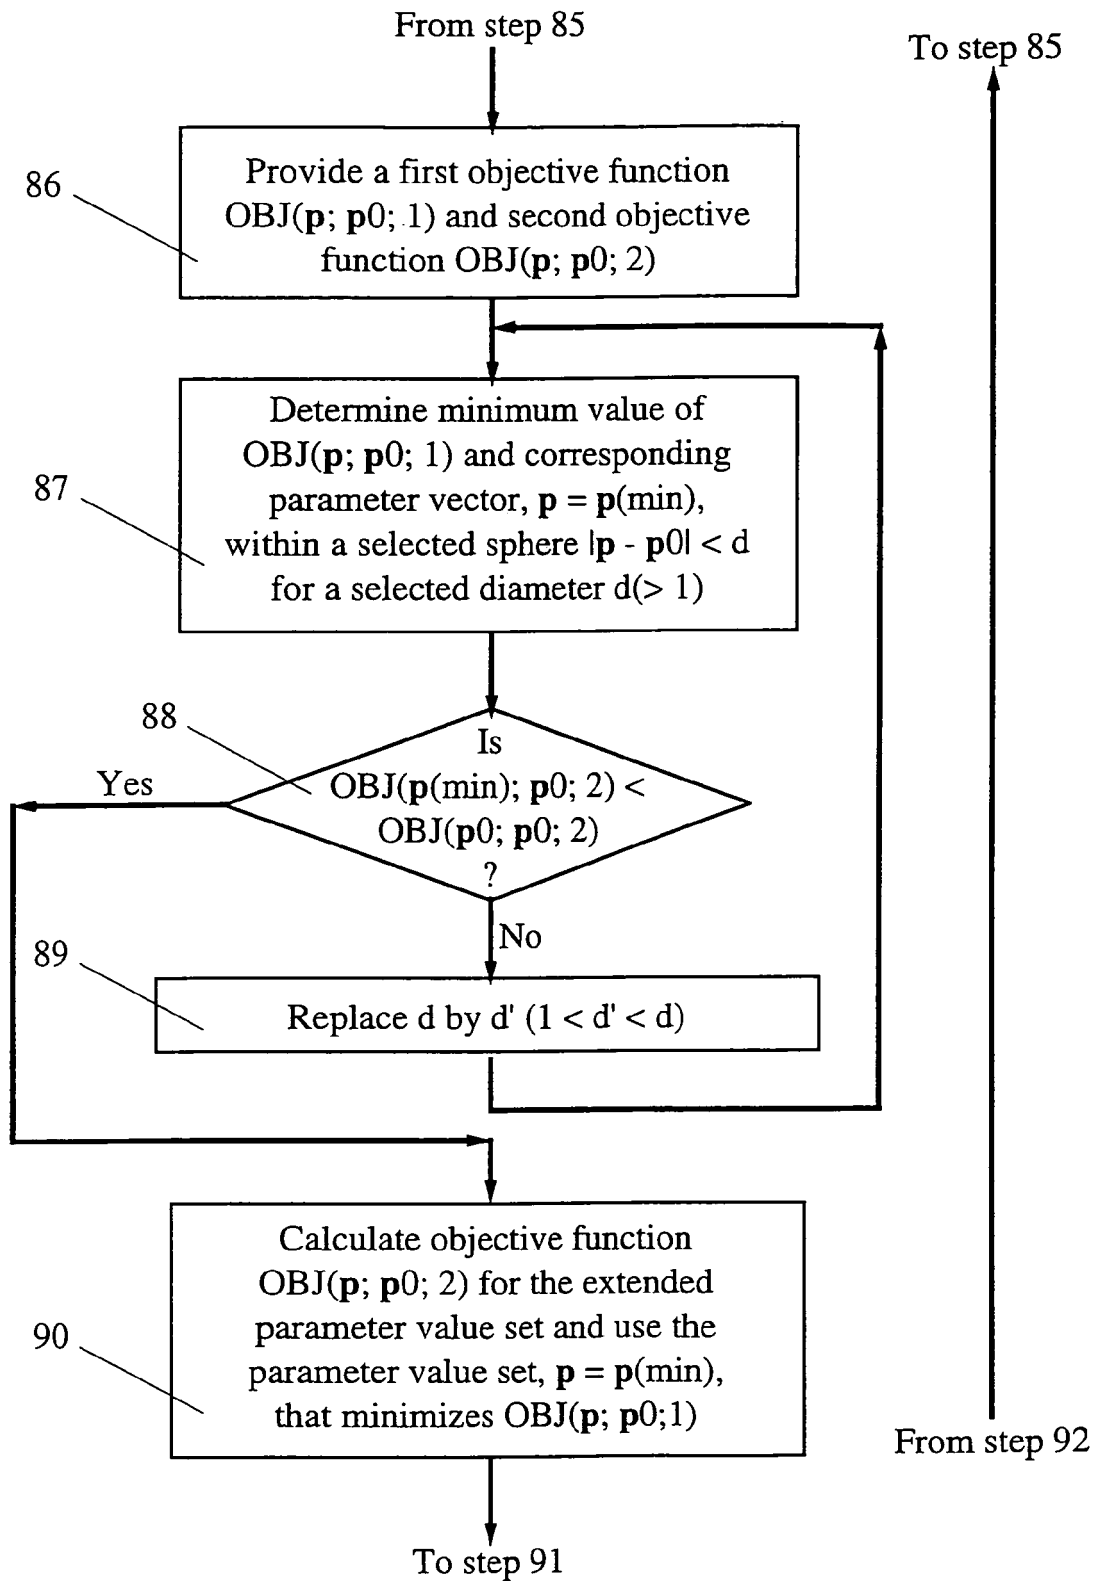 From step 85
To step 85
86
Provide a first objective function
OBJ(p; p0; 1) and second objective
function OBJ(p; p0; 2)
87
Determine minimum value of
OBJ(p; p0; 1) and corresponding
parameter vector, p = p(min),
within a selected sphere |p - p0| < d
for a selected diameter d(> 1)
88
Is
OBJ(p(min); p0; 2) <
OBJ(p0; p0; 2)
?
Yes
No
89
Replace d by d' (1 < d' < d)
90
Calculate objective function
OBJ(p; p0; 2) for the extended
parameter value set and use the
parameter value set, p = p(min),
that minimizes OBJ(p; p0;1)
From step 92
To step 91